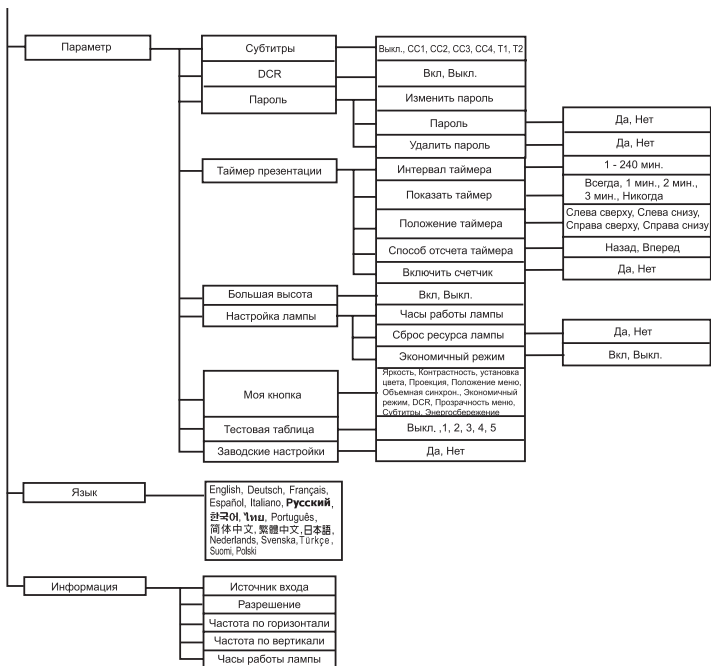 Параметр
Субтитры
Выкл., CC1, CC2, CC3, CC4, T1, T2
DCR
Вкл, Выкл.
Пароль
Изменить пароль
Пароль
Да, Нет
Удалить пароль
Да, Нет
Таймер презентации
Интервал таймера
1 - 240 мин.
Показать таймер
Всегда, 1 мин., 2 мин.,
3 мин., Никогда
Положение таймера
Слева сверху, Слева снизу,
Справа сверху, Справа снизу
Способ отсчета таймера
Назад, Вперед
Включить счетчик
Да, Нет
Большая высота
Вкл, Выкл.
Настройка лампы
Часы работы лампы
Сброс ресурса лампы
Да, Нет
Экономичный режим
Вкл, Выкл.
Моя кнопка
Яркость, Контрастность, установка
цвета, Проекция, Положение меню,
Объемная синхрон., Экономичный
режим, DCR, Прозрачность меню,
Субтитры, Энергосбережение
Тестовая таблица
Выкл. ,1, 2, 3, 4, 5
Заводские настройки
Да, Нет
Язык
English, Deutsch, Français,
Español, Italiano, Русский,
한국어, ไทย, Português,
简体中文, 繁體中文, 日本語,
Nederlands, Svenska, Türkçe,
Suomi, Polski
Информация
Источник входа
Разрешение
Частота по горизонтали
Частота по вертикали
Часы работы лампы